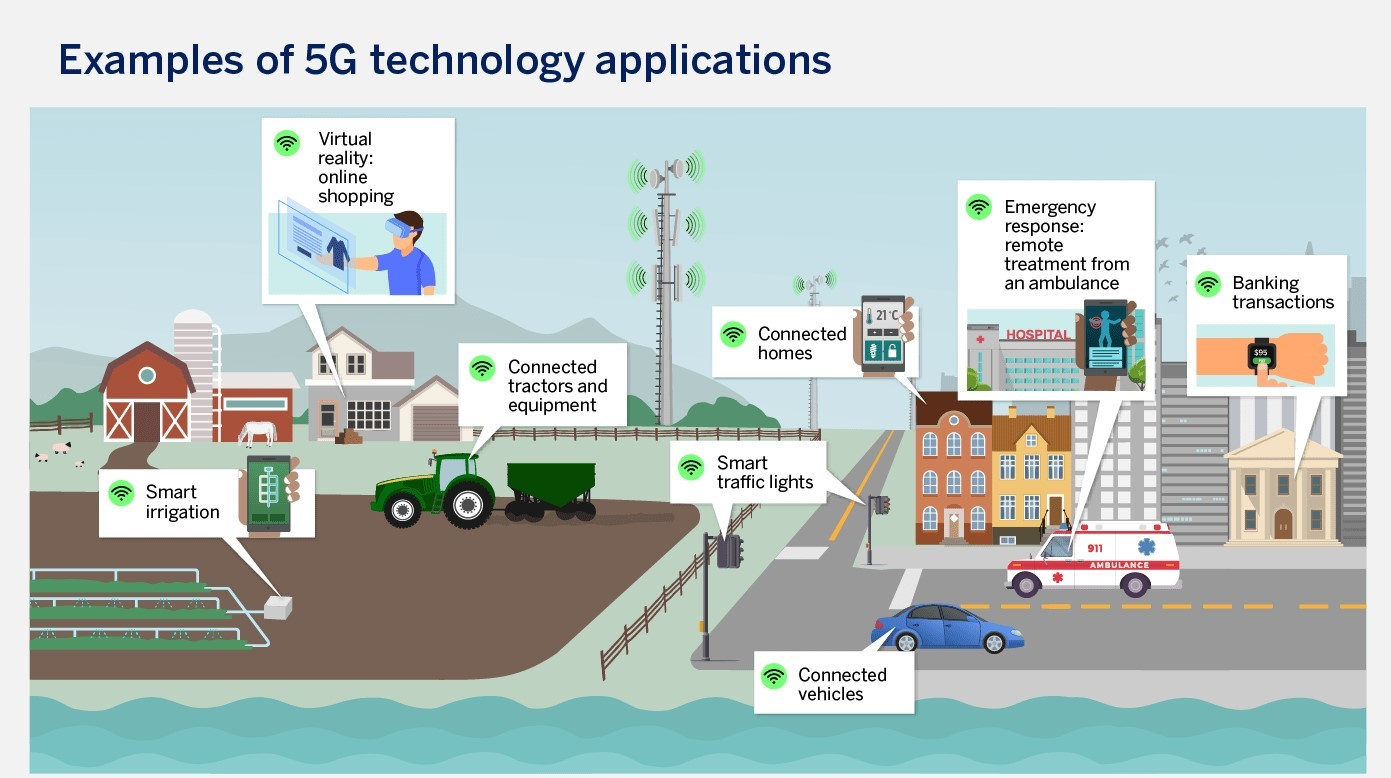 Examples of 5G technology applications
Virtual
reality:
online
shopping
Emergency
response:
remote
treatment from
an ambulance
HOSPITAL
Banking
transactions
$95
Connected
homes
21°C
Connected
tractors and
equipment
Smart
traffic lights
Smart
irrigation
911
AMBULANCE
Connected
vehicles